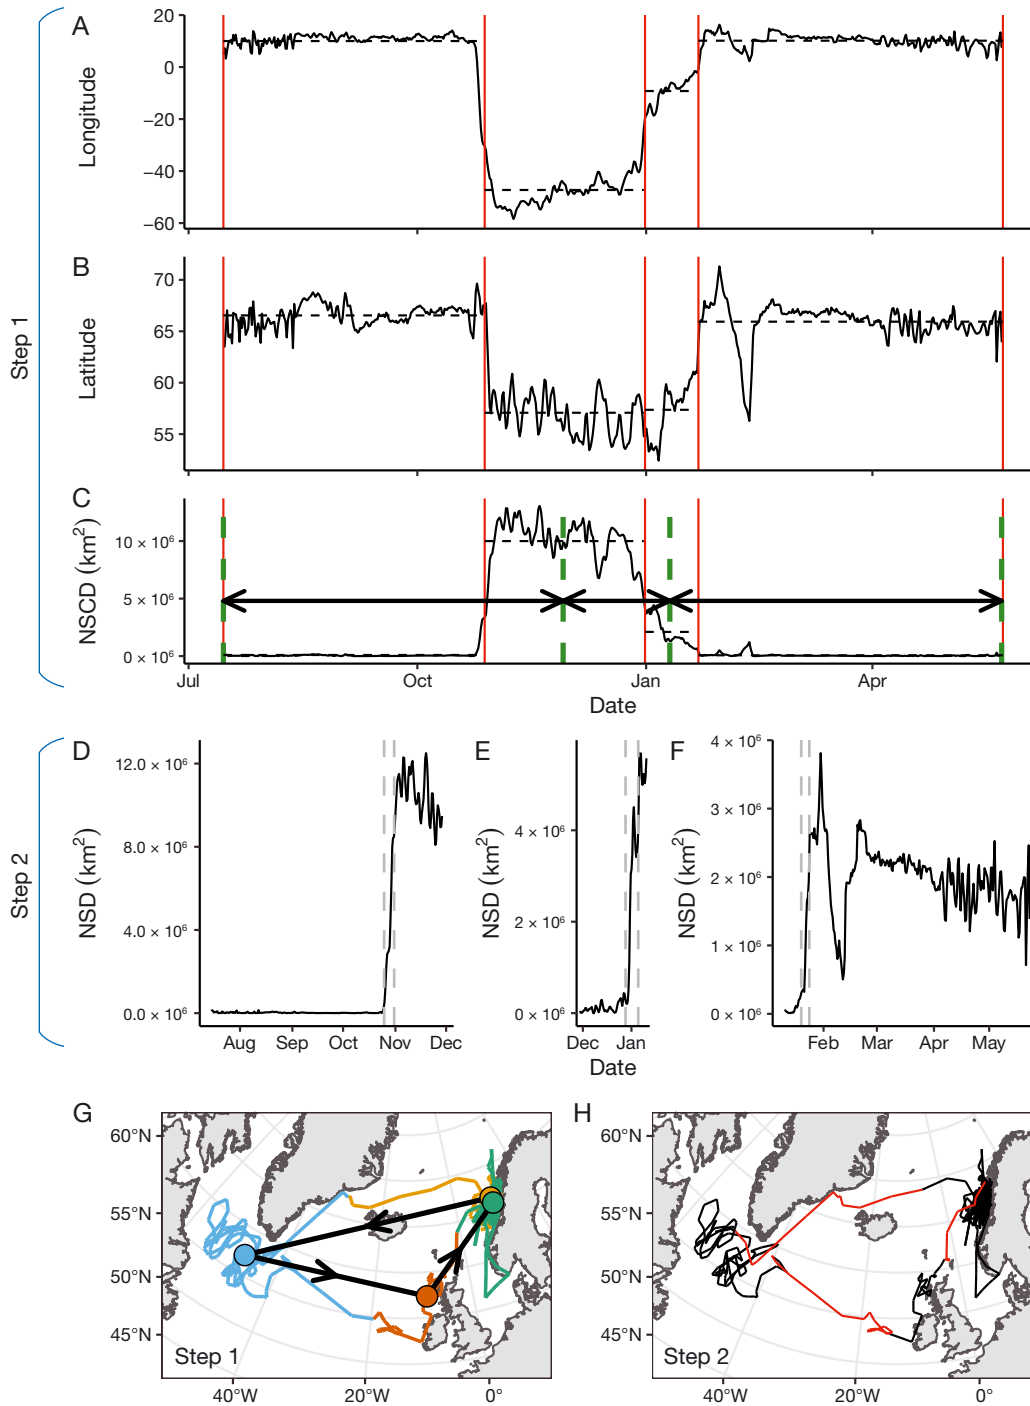 A
20
0
−20
−40
−60
Longitude
B
70
65
60
55
Latitude
Step 1
C
10 × 10⁶
5 × 10⁶
0 × 10⁶
NSCD (km²)
Jul
Oct
Jan
Apr
Date
D
12.0 × 10⁶
8.0 × 10⁶
4.0 × 10⁶
0.0 × 10⁶
NSD (km²)
Aug
Sep
Oct
Nov
Dec
E
4 × 10⁶
2 × 10⁶
0 × 10⁶
NSD (km²)
Dec
Jan
Date
F
4 × 10⁶
3 × 10⁶
2 × 10⁶
1 × 10⁶
0 × 10⁶
NSD (km²)
Feb
Mar
Apr
May
Step 2
G
60°N
55°N
50°N
45°N
Step 1
40°W
20°W
0°
H
60°N
55°N
50°N
45°N
Step 2
40°W
20°W
0°